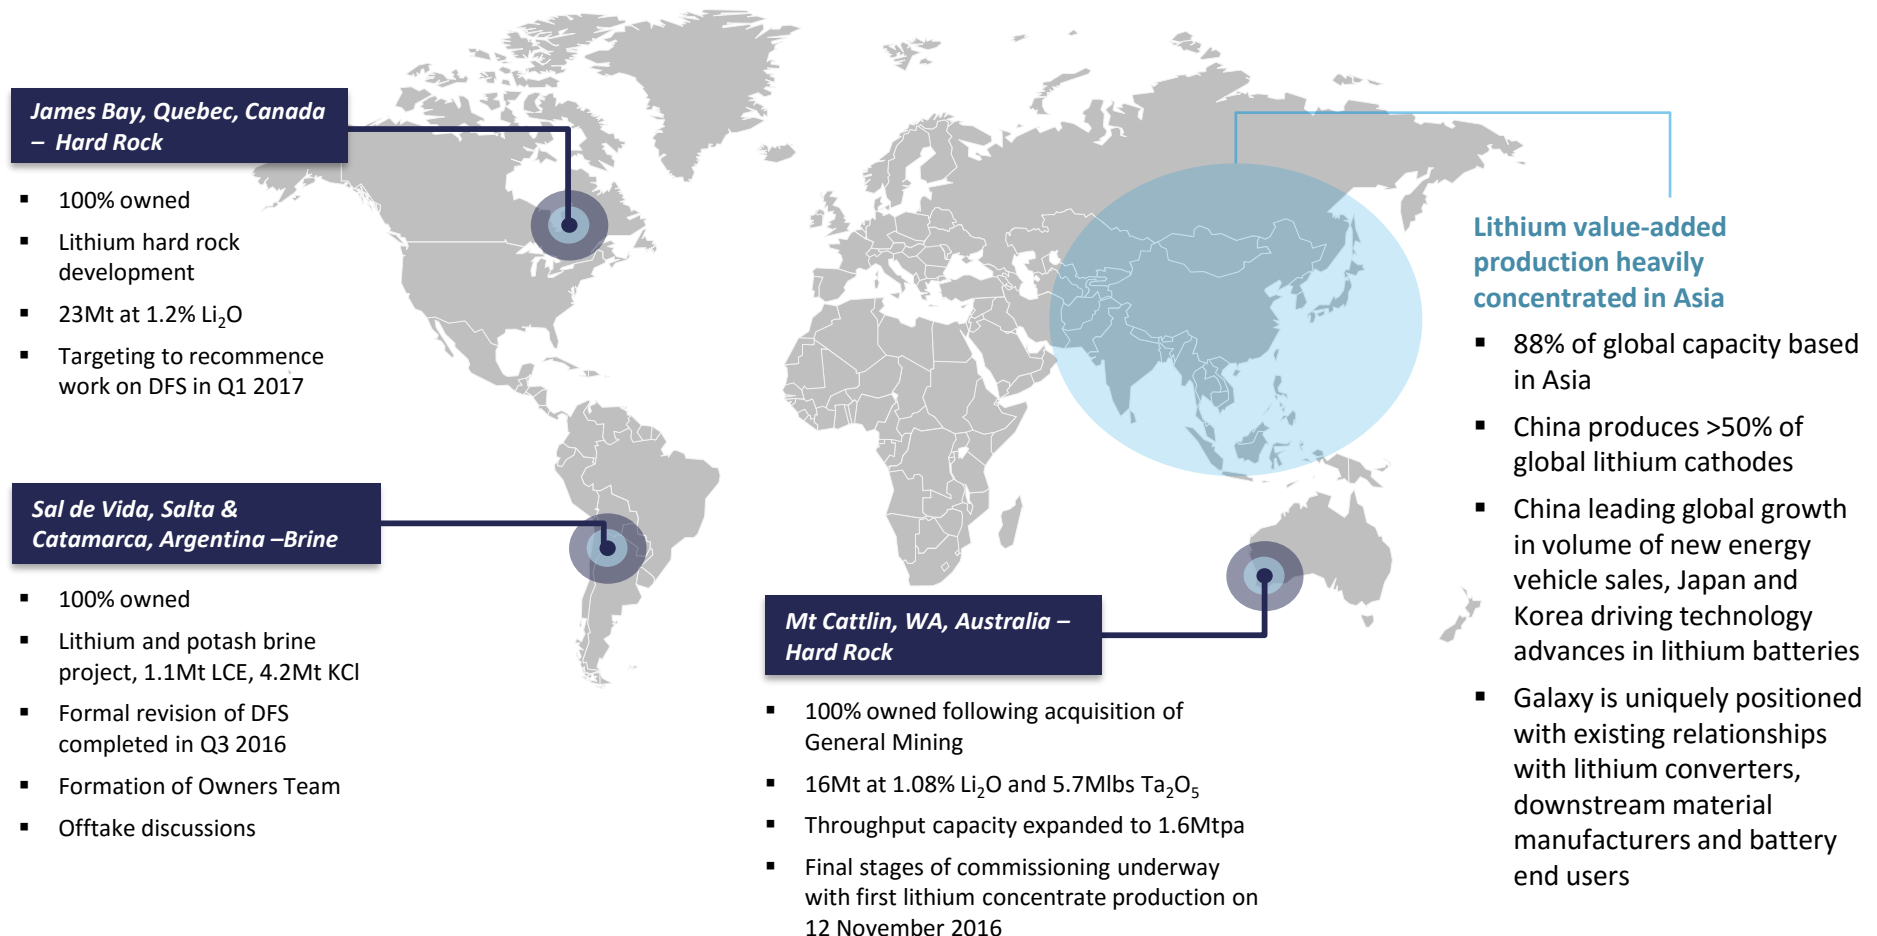 James Bay, Quebec, Canada
– Hard Rock
▪ 100% owned
▪ Lithium hard rock
development
▪ 23Mt at 1.2% Li₂O
▪ Targeting to recommence
work on DFS in Q1 2017
Sal de Vida, Salta &
Catamarca, Argentina –Brine
▪ 100% owned
▪ Lithium and potash brine
project, 1.1Mt LCE, 4.2Mt KCl
▪ Formal revision of DFS
completed in Q3 2016
▪ Formation of Owners Team
▪ Offtake discussions
Mt Cattlin, WA, Australia –
Hard Rock
▪ 100% owned following acquisition of
General Mining
▪ 16Mt at 1.08% Li₂O and 5.7Mlbs Ta₂O₅
▪ Throughput capacity expanded to 1.6Mtpa
▪ Final stages of commissioning underway
with first lithium concentrate production on
12 November 2016
Lithium value-added
production heavily
concentrated in Asia
▪ 88% of global capacity based
in Asia
▪ China produces >50% of
global lithium cathodes
▪ China leading global growth
in volume of new energy
vehicle sales, Japan and
Korea driving technology
advances in lithium batteries
▪ Galaxy is uniquely positioned
with existing relationships
with lithium converters,
downstream material
manufacturers and battery
end users